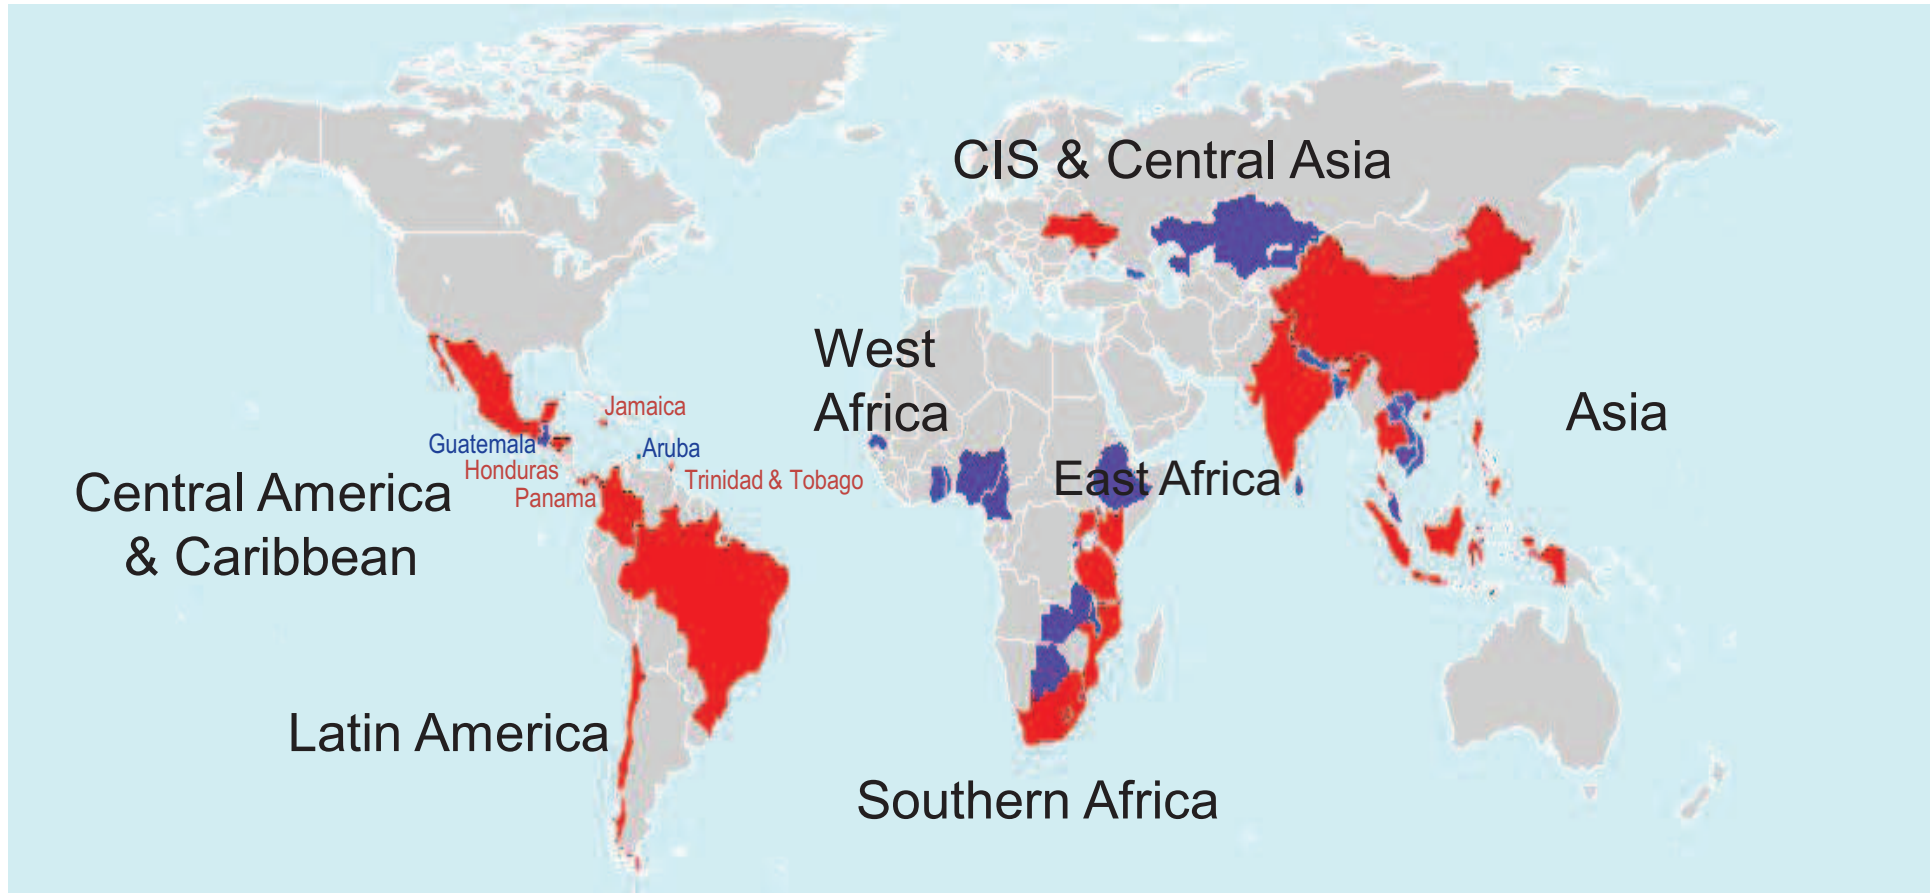 CIS & Central Asia
West
Africa
Asia
Jamaica
Guatemala
Aruba
Honduras
Trinidad & Tobago
Panama
East Africa
Central America
& Caribbean
Latin America
Southern Africa